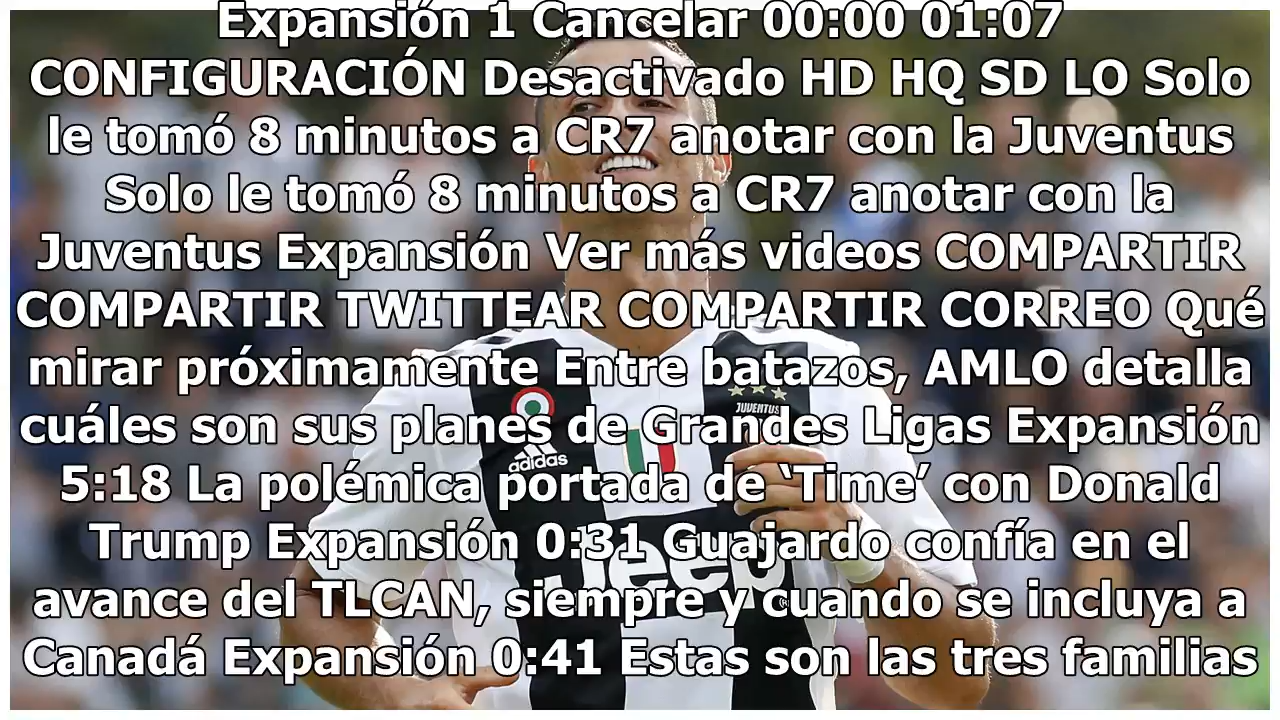 Expansión 1 Cancelar 00:00 01:07
CONFIGURACIÓN Desactivado HD HQ SD LO Solo
le tomó 8 minutos a CR7 anotar con la Juventus
Solo le tomó 8 minutos a CR7 anotar con la
Juventus Expansión Ver más videos COMPARTIR
COMPARTIR TWITTEAR COMPARTIR CORREO Qué
mirar próximamente Entre batazos, AMLO detalla
cuáles son sus planes de Grandes Ligas Expansión
5:18 La polémica portada de ‘Time’ con Donald
Trump Expansión 0:31 Guajardo confía en el
avance del TLCAN, siempre y cuando se incluya a
Canadá Expansión 0:41 Estas son las tres familias
JUVENTUS
adidas
Jeep